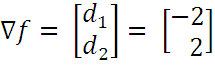 ∇f = [d₁ d₂] = [−2 2]